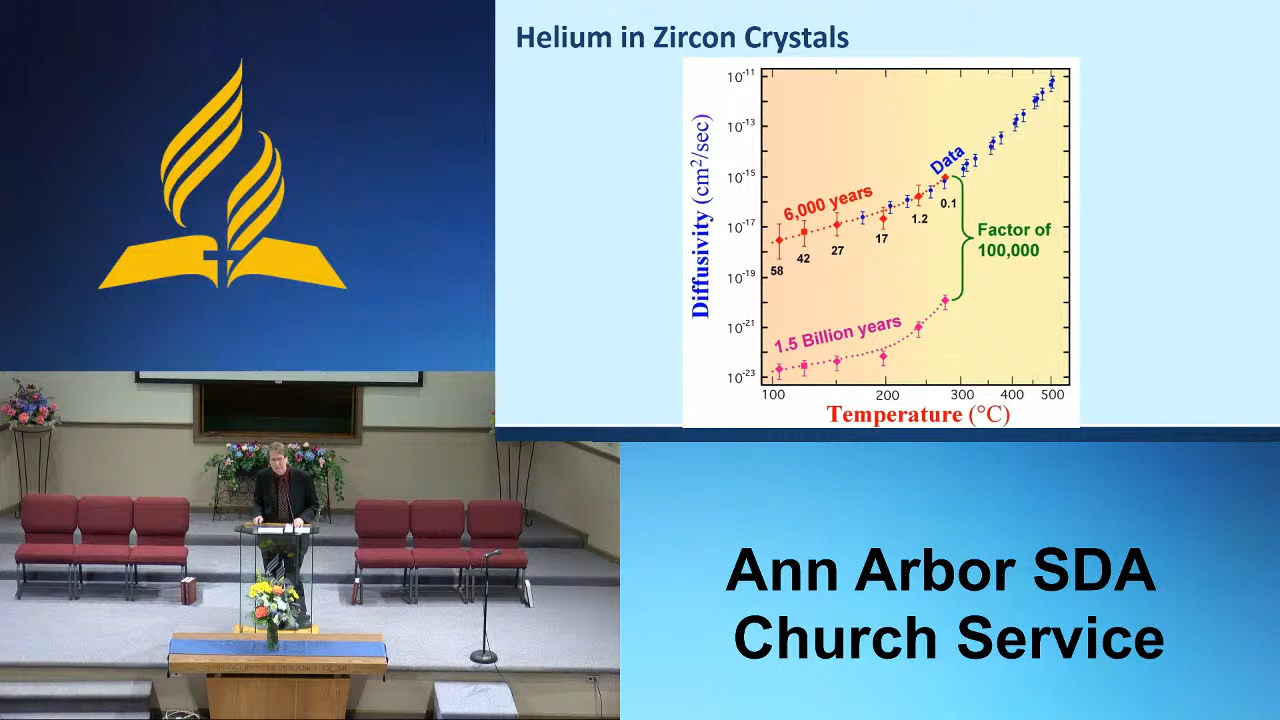 Helium in Zircon Crystals
Diffusivity (cm²/sec)
10⁻¹¹
10⁻¹³
10⁻¹⁵
10⁻¹⁷
10⁻¹⁹
10⁻²¹
10⁻²³
Data
6,000 years
58
42
27
17
1.2
0.1
Factor of
100,000
1.5 Billion years
100
200
300
400
500
Temperature (°C)
Ann Arbor SDA
Church Service